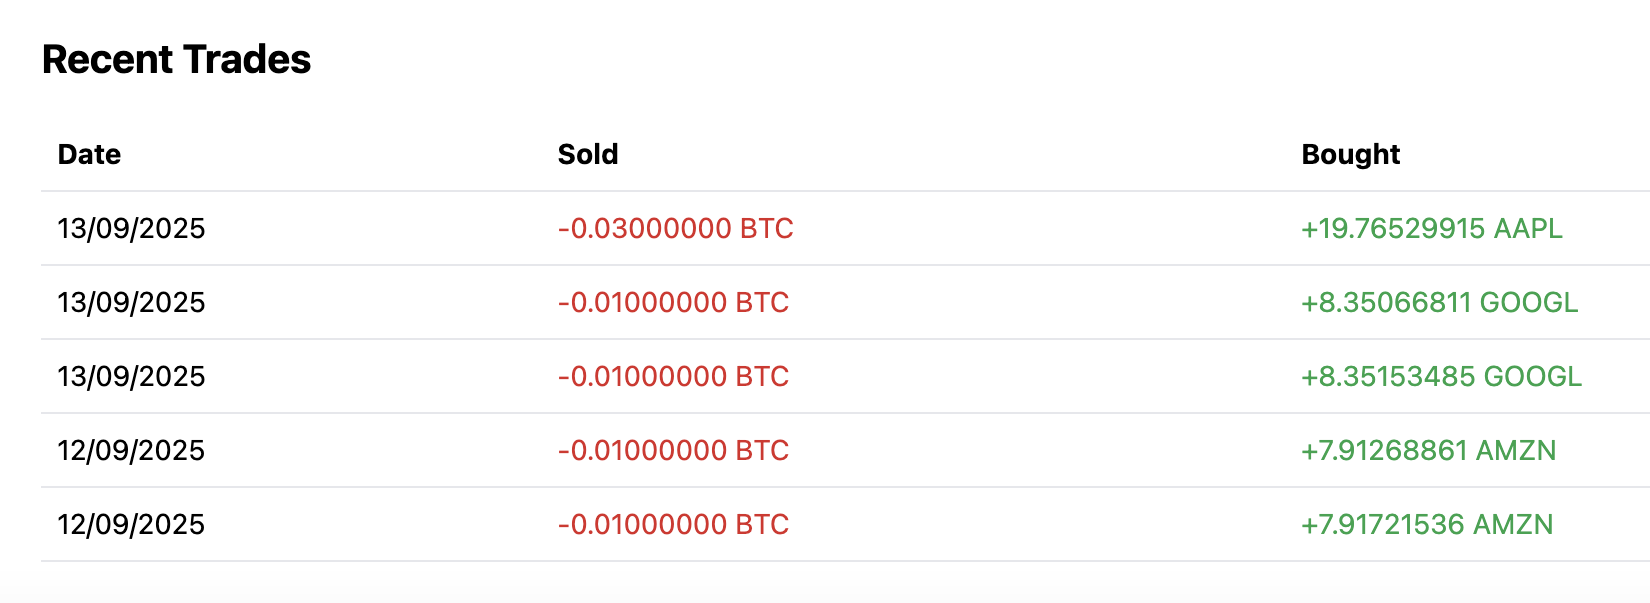 Recent Trades
Date Sold Bought
13/09/2025 -0.03000000 BTC +19.76529915 AAPL
13/09/2025 -0.01000000 BTC +8.35066811 GOOGL
13/09/2025 -0.01000000 BTC +8.35153485 GOOGL
12/09/2025 -0.01000000 BTC +7.91268861 AMZN
12/09/2025 -0.01000000 BTC +7.91721536 AMZN